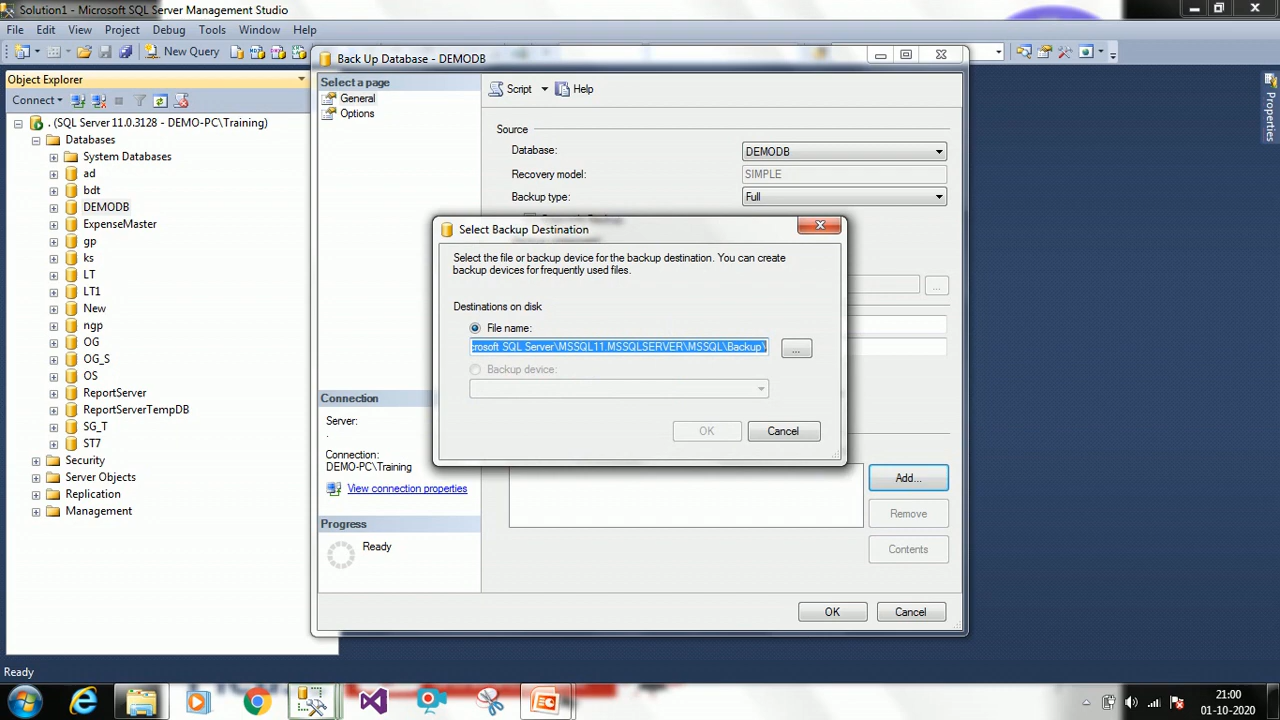 Solution1 - Microsoft SQL Server Management Studio
File Edit View Project Debug Tools Window Help
New Query
Object Explorer
Connect
. (SQL Server 11.0.3128 - DEMO-PC\Training)
Databases
System Databases
ad
bdt
DEMODB
ExpenseMaster
gp
ks
LT
LT1
New
ngp
OG
OG_S
OS
ReportServer
ReportServerTempDB
SG_T
ST7
Security
Server Objects
Replication
Management
Back Up Database - DEMODB
Select a page
General
Options
Script Help
Source
Database: DEMODB
Recovery model: SIMPLE
Backup type: Full
Select Backup Destination
Select the file or backup device for the backup destination. You can create
backup devices for frequently used files.
Destinations on disk
File name:
crosoft SQL Server\MSSQL11.MSSQLSERVER\MSSQL\Backup\
...
Backup device:
OK Cancel
...
Connection
Server:
.
Connection:
DEMO-PC\Training
View connection properties
Progress
Ready
Add...
Remove
Contents
OK Cancel
Properties
Ready
21:00
01-10-2020